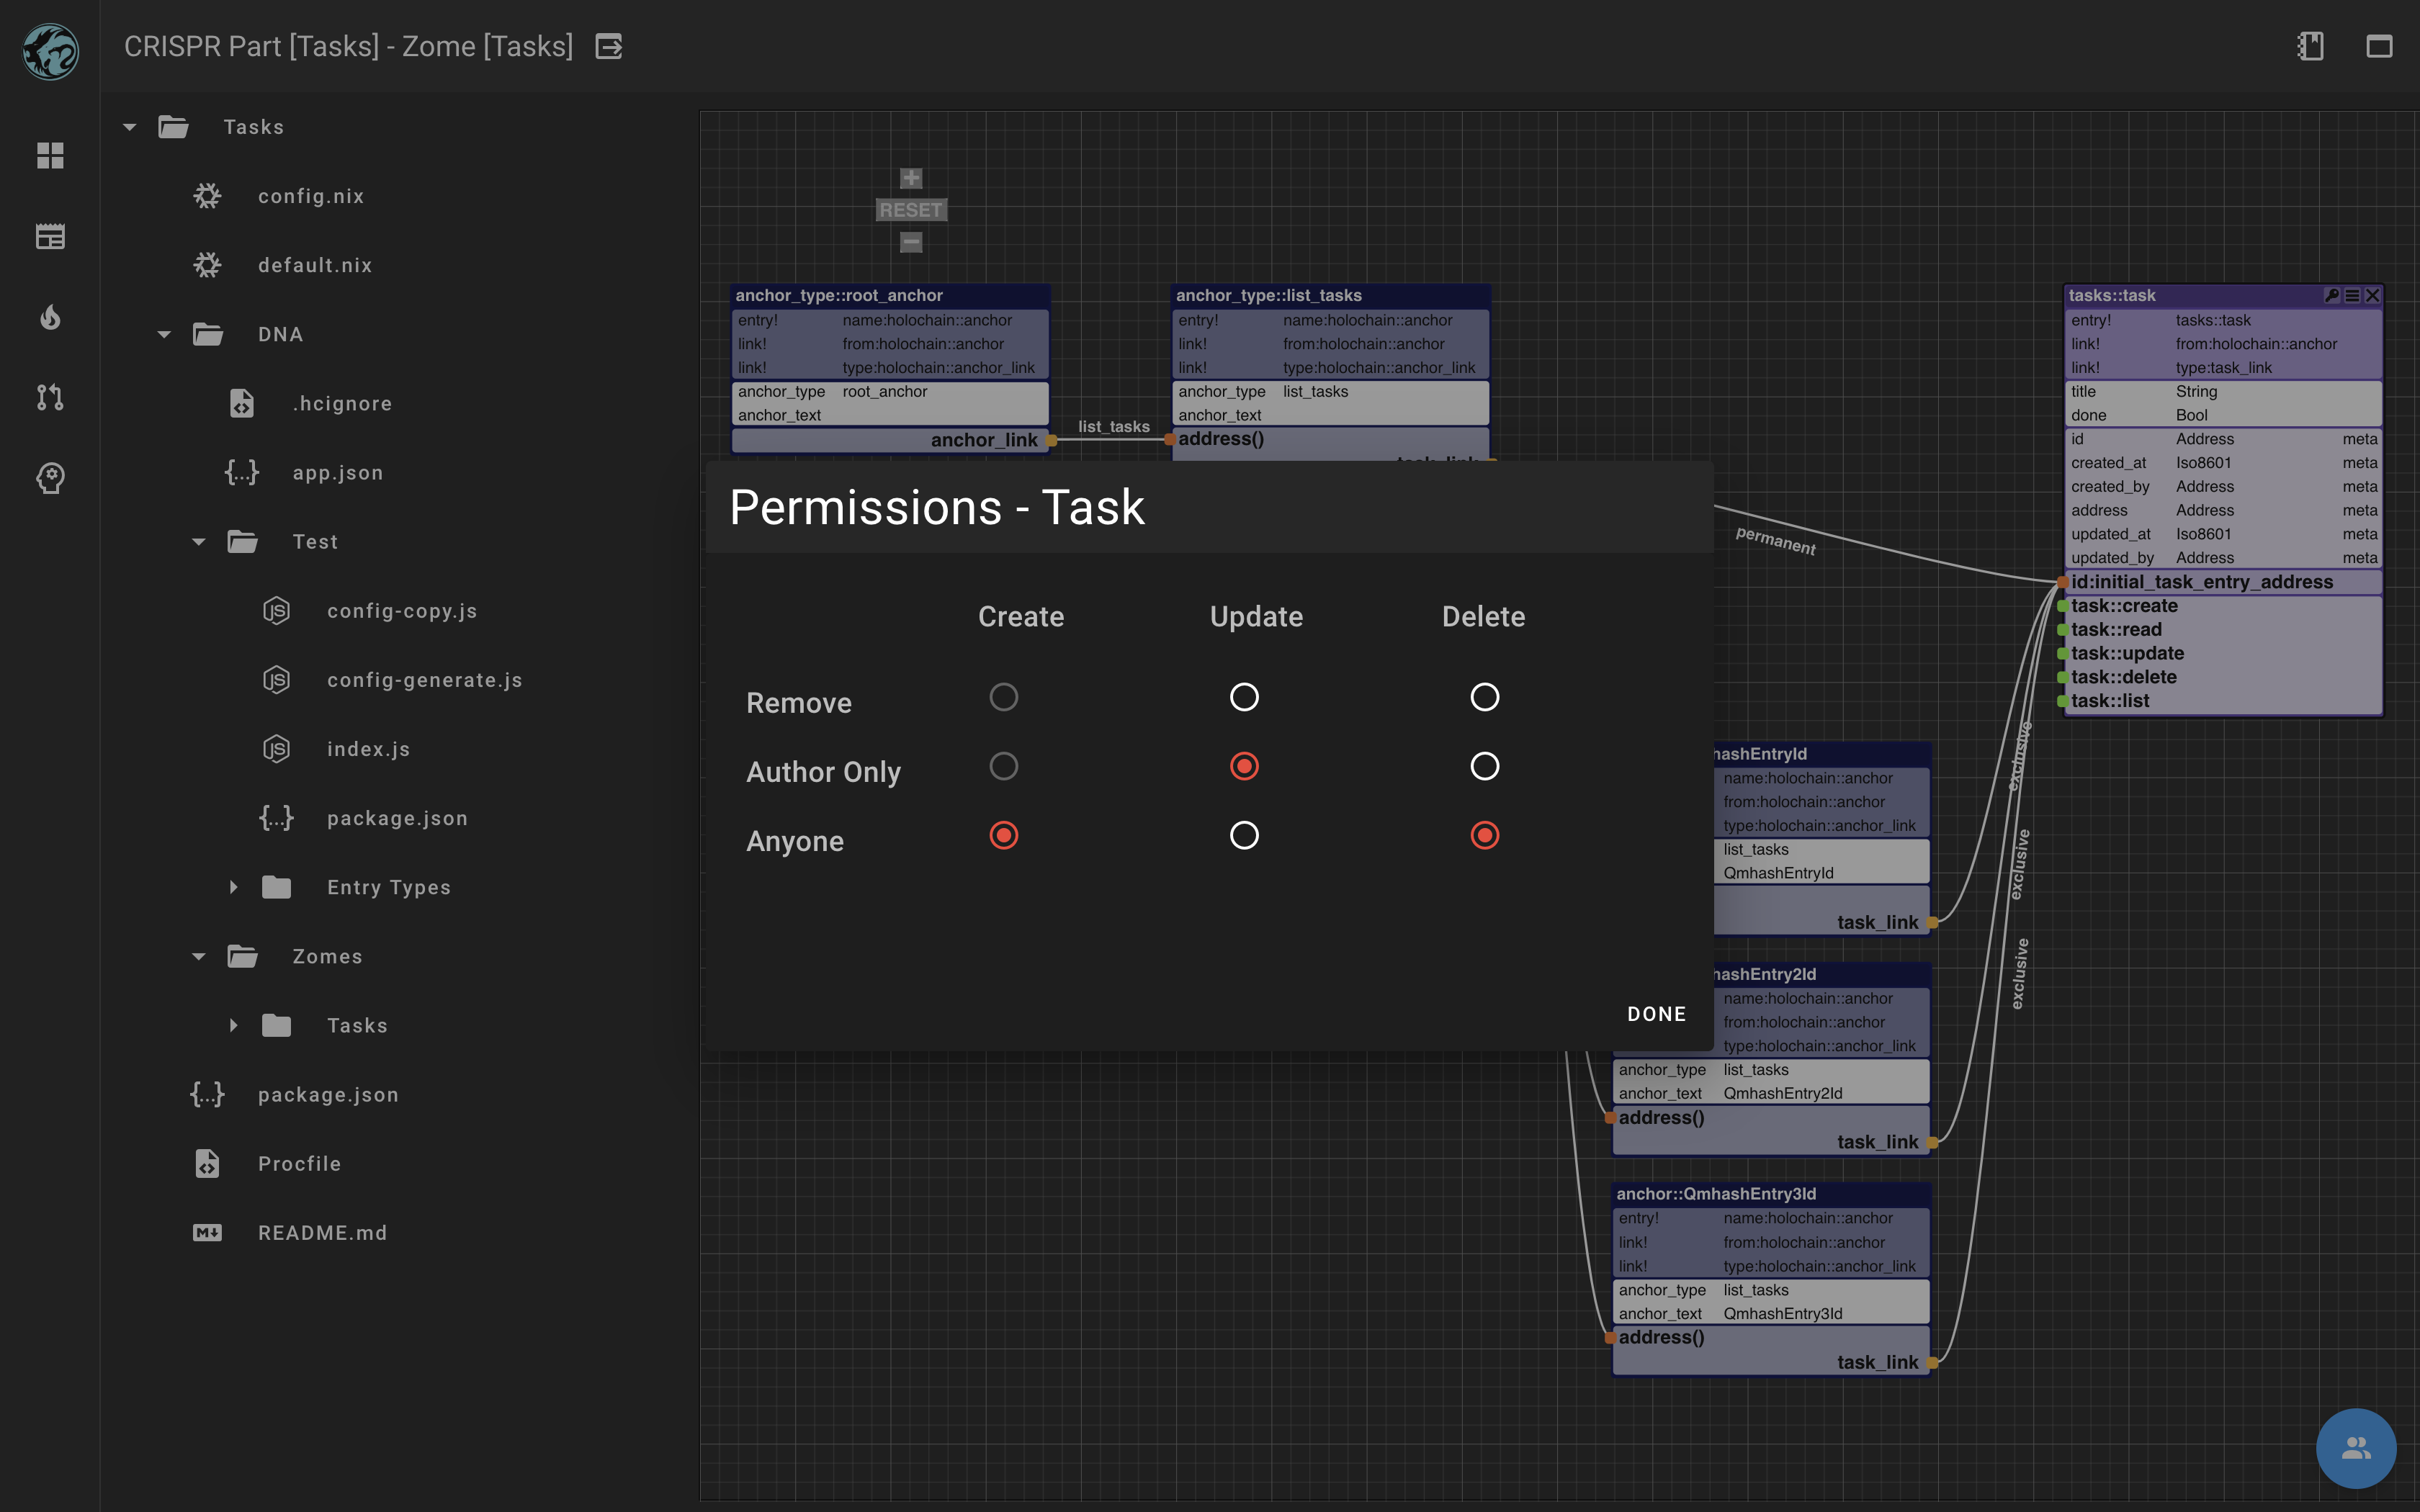 CRISPR Part [Tasks] - Zome [Tasks]
Tasks
config.nix
default.nix
DNA
.hcignore
{...} app.json
Test
JS config-copy.js
JS config-generate.js
JS index.js
{...} package.json
Entry Types
Zomes
Tasks
{...} package.json
Procfile
M README.md
+
RESET
−
anchor_type::root_anchor
entry! name:holochain::anchor
link! from:holochain::anchor
link! type:holochain::anchor_link
anchor_type root_anchor
anchor_text
anchor_link
list_tasks
anchor_type::list_tasks
entry! name:holochain::anchor
link! from:holochain::anchor
link! type:holochain::anchor_link
anchor_type list_tasks
anchor_text
address()
permanent
tasks::task
entry! tasks::task
link! from:holochain::anchor
link! type:task_link
title String
done Bool
id Address meta
created_at Iso8601 meta
created_by Address meta
address Address meta
updated_at Iso8601 meta
updated_by Address meta
id:initial_task_entry_address
task::create
task::read
task::update
task::delete
task::list
Permissions - Task
Create Update Delete
Remove
Author Only
Anyone
DONE
hashEntryId
name:holochain::anchor
from:holochain::anchor
type:holochain::anchor_link
list_tasks
QmhashEntryId
task_link
exclusive
exclusive
exclusive
hashEntry2Id
name:holochain::anchor
from:holochain::anchor
type:holochain::anchor_link
anchor_type list_tasks
anchor_text QmhashEntry2Id
address()
task_link
anchor::QmhashEntry3Id
entry! name:holochain::anchor
link! from:holochain::anchor
link! type:holochain::anchor_link
anchor_type list_tasks
anchor_text QmhashEntry3Id
address()
task_link